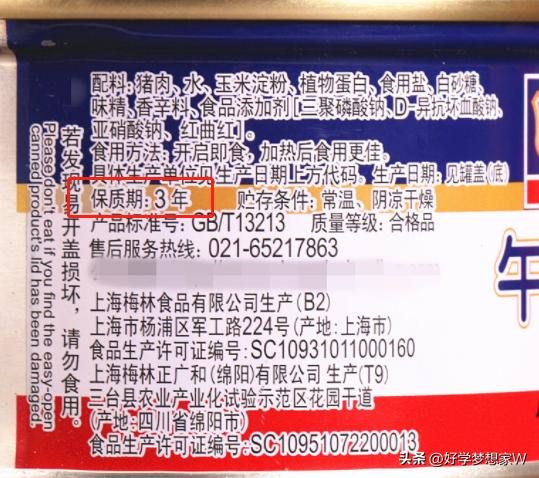 配料:猪肉、水、玉米淀粉、植物蛋白、食用盐、白砂糖、
味精、香辛料、食品添加剂[三聚磷酸钠、D-异抗坏血酸钠、
亚硝酸钠、红曲红]。
食用方法:开启即食,加热后食用更佳。
具体生产单位见生产日期上方代码。生产日期:见罐盖(底)
保质期:3年 贮存条件:常温、阴凉干燥
产品标准号:GB/T13213 质量等级:合格品
售后服务热线:021-65217863
上海梅林食品有限公司生产(B2)
上海市杨浦区军工路224号(产地:上海市)
食品生产许可证编号:SC10931011000160
上海梅林正广和(绵阳)有限公司 生产(T9)
三台县农业产业化试验示范区花园干道
(产地:四川省绵阳市)
食品生产许可证编号:SC10951072200013
若发现易开盖损坏,请勿食用。
Please don't eat if you find the easy-open
canned product's lid has been damaged.
午
头条 @好学梦想家W